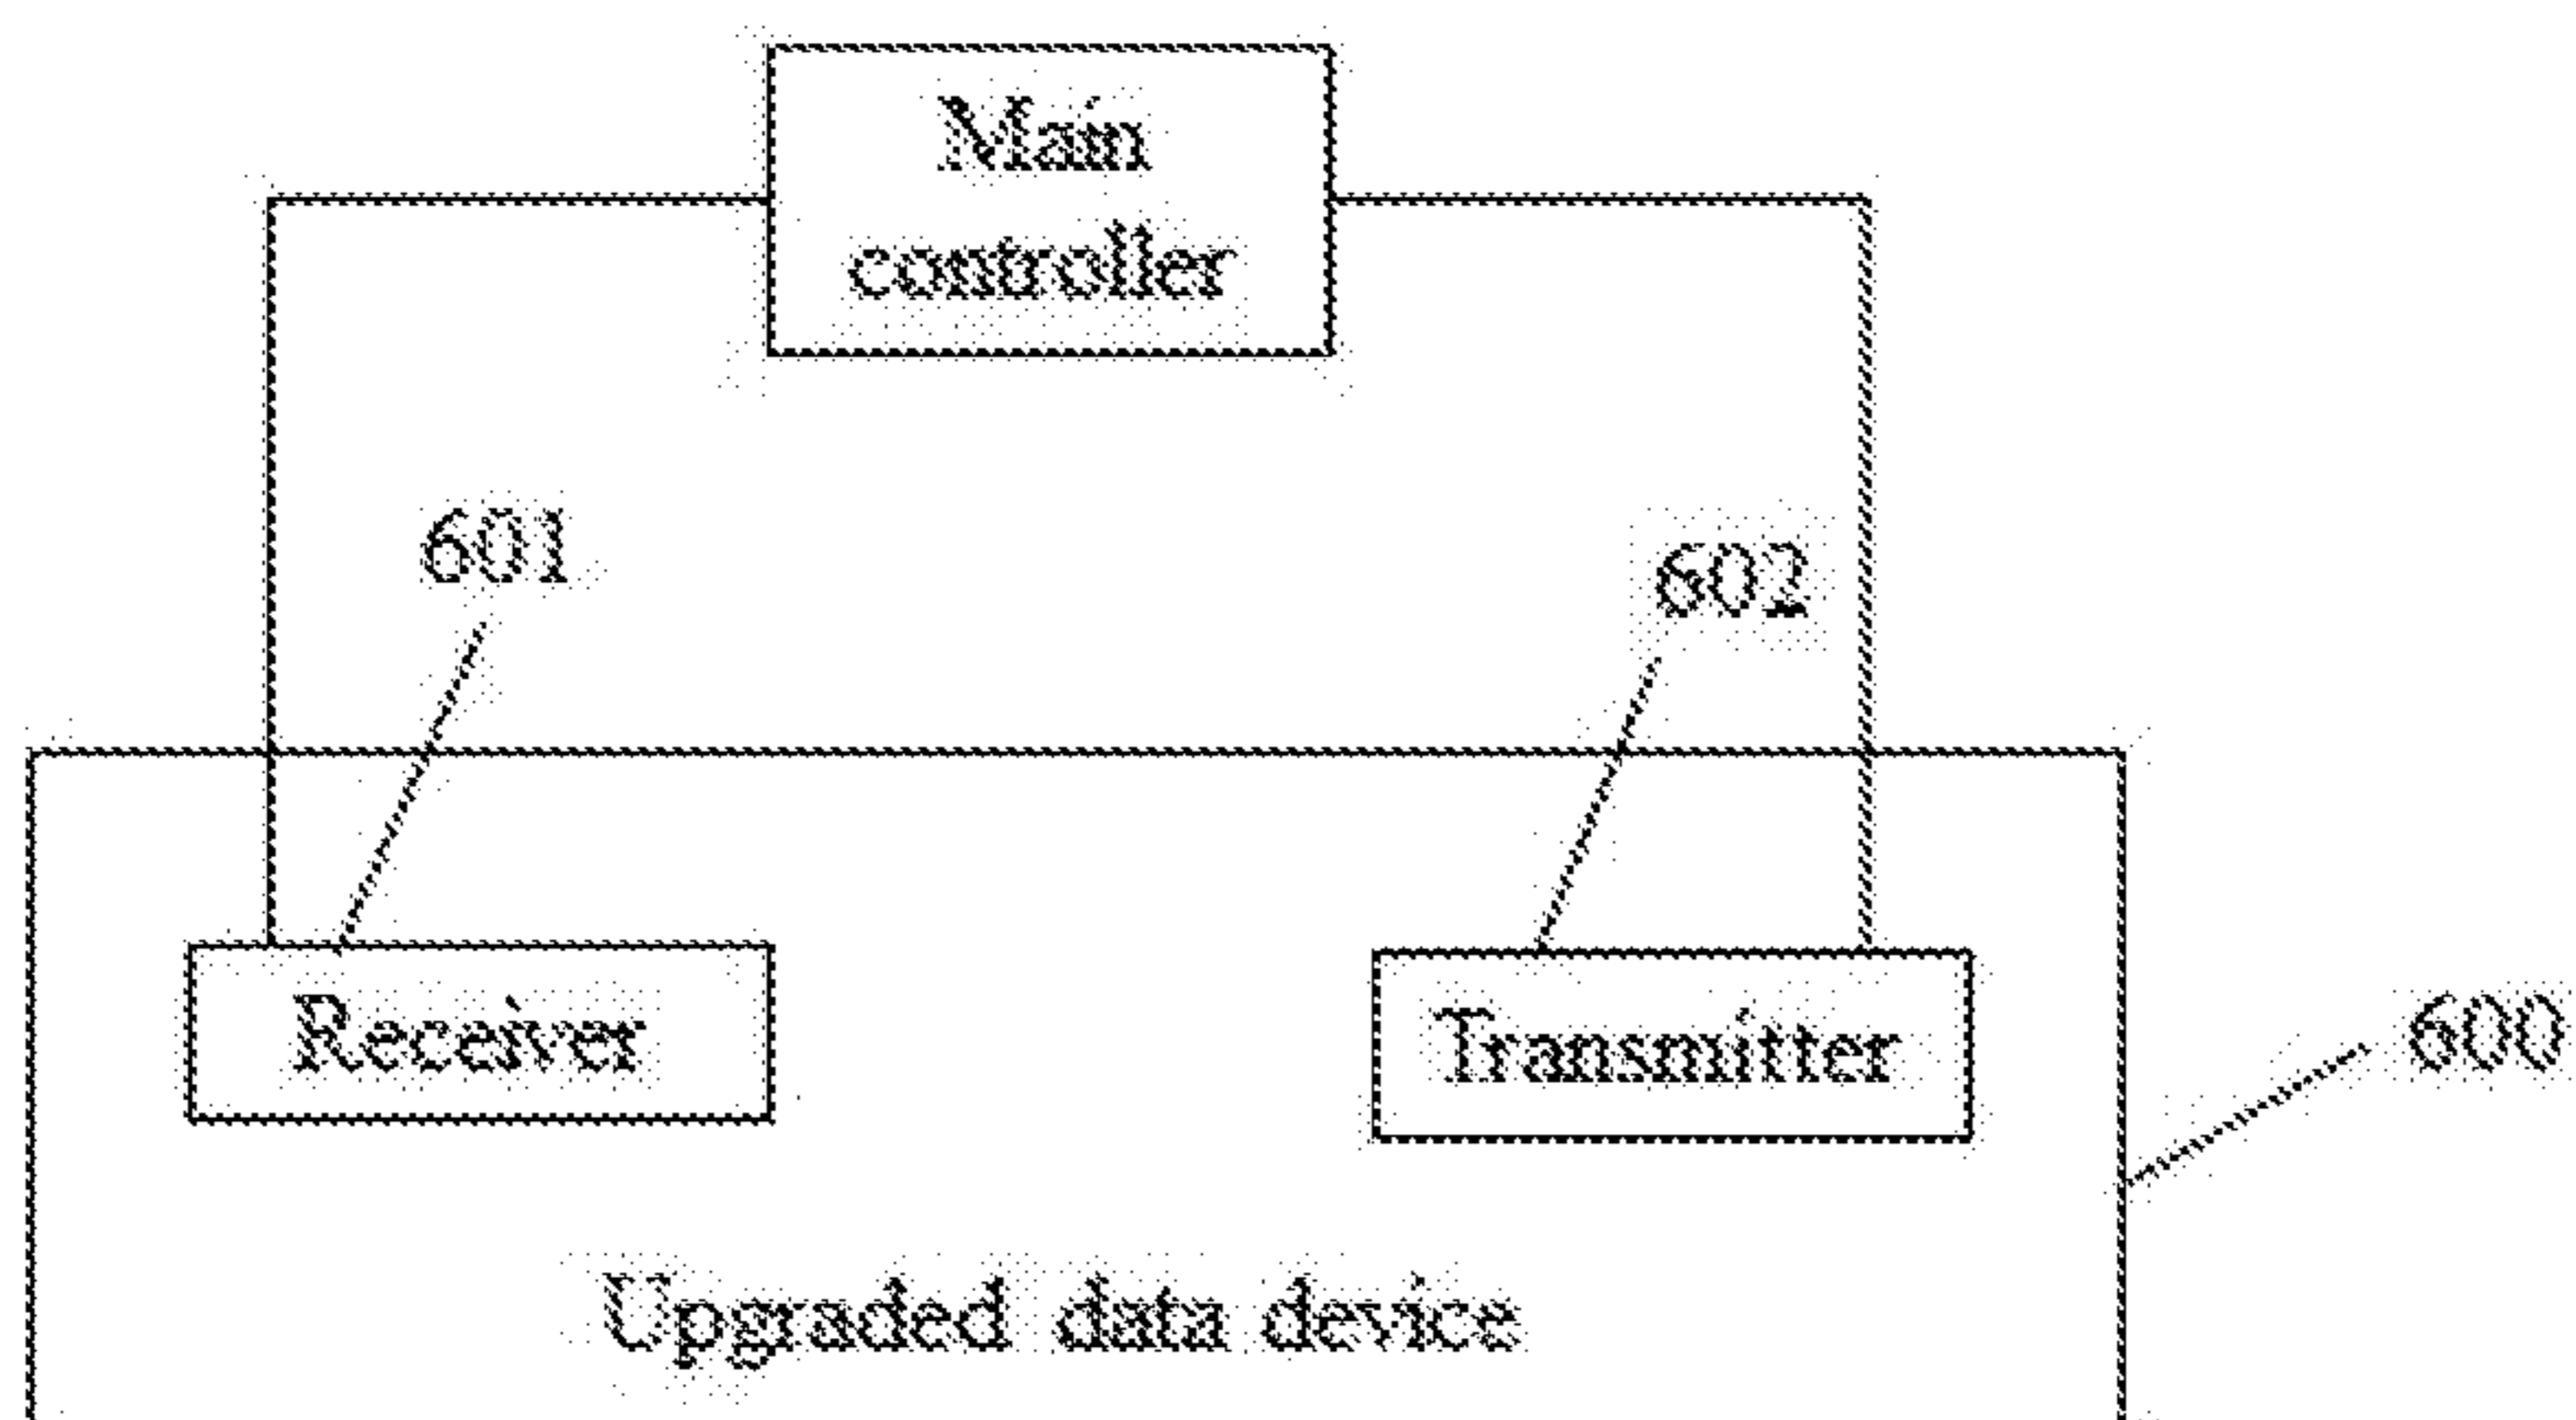 Main
controller
601
602
Receiver
Transmitter
600
Upgraded data device